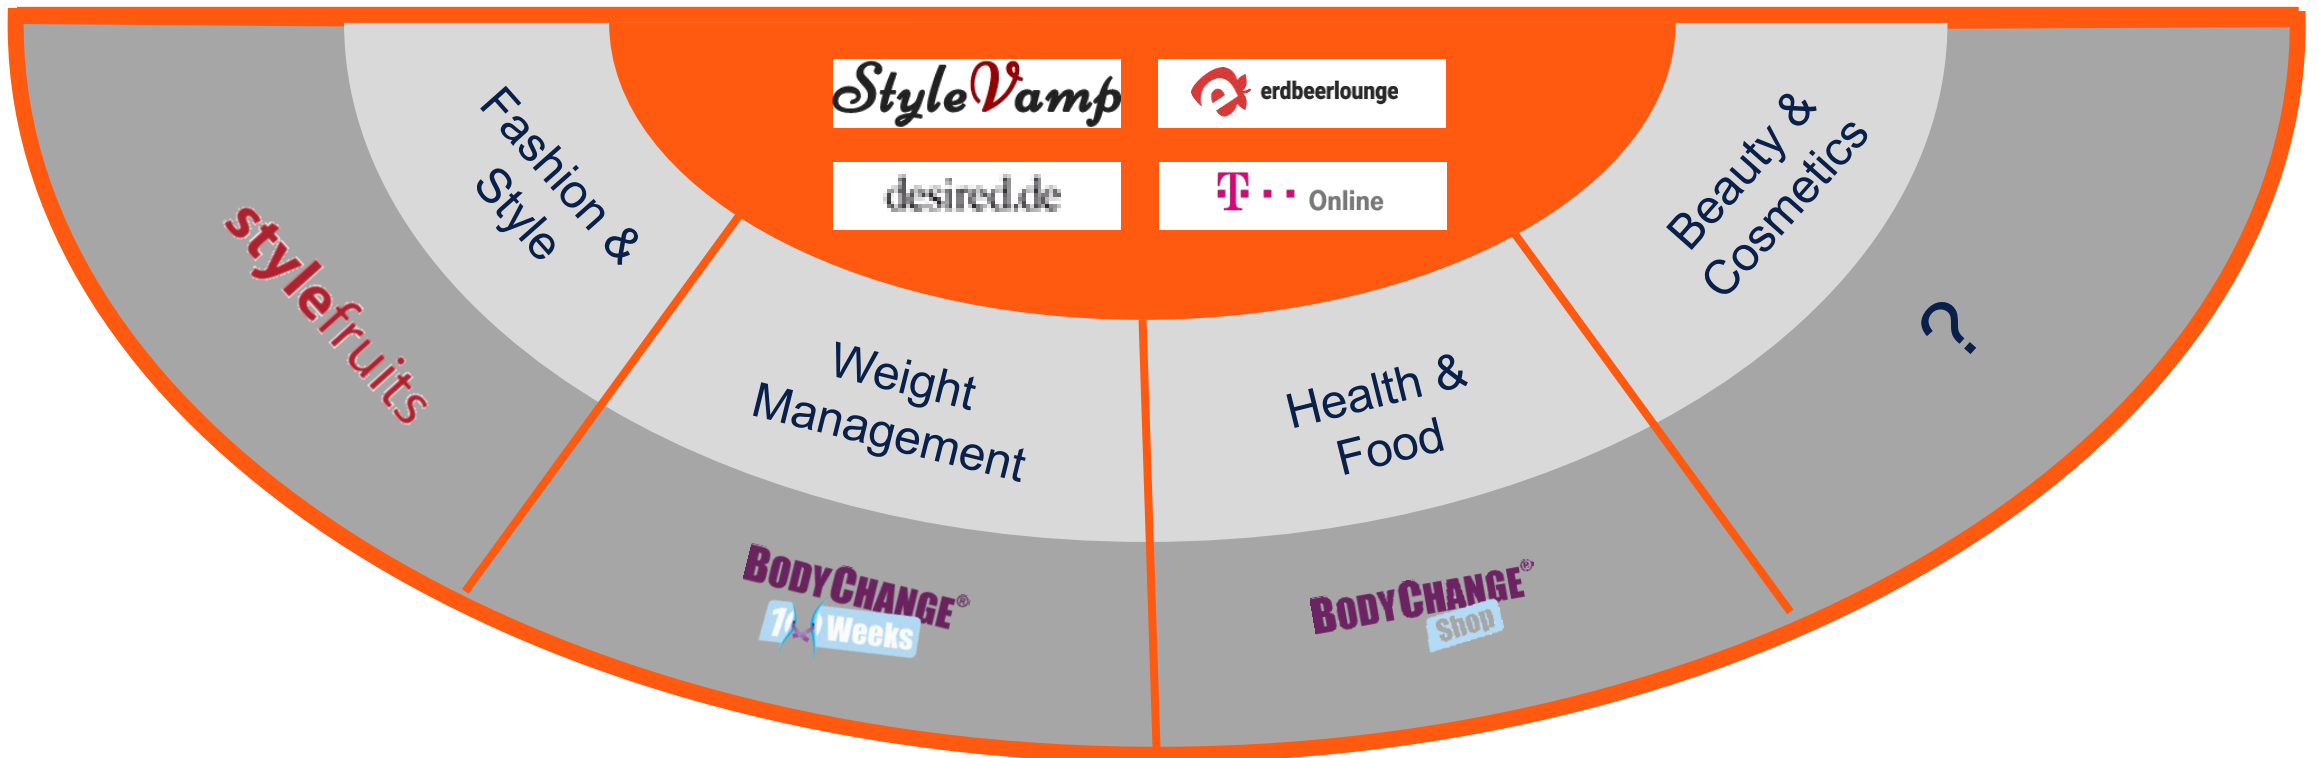 StyleVamp
erdbeerlounge
desired.de
T · · Online
Fashion &
Style
Weight
Management
Health &
Food
Beauty &
Cosmetics
stylefruits
BODYCHANGE®
10 Weeks
BODYCHANGE®
Shop
?